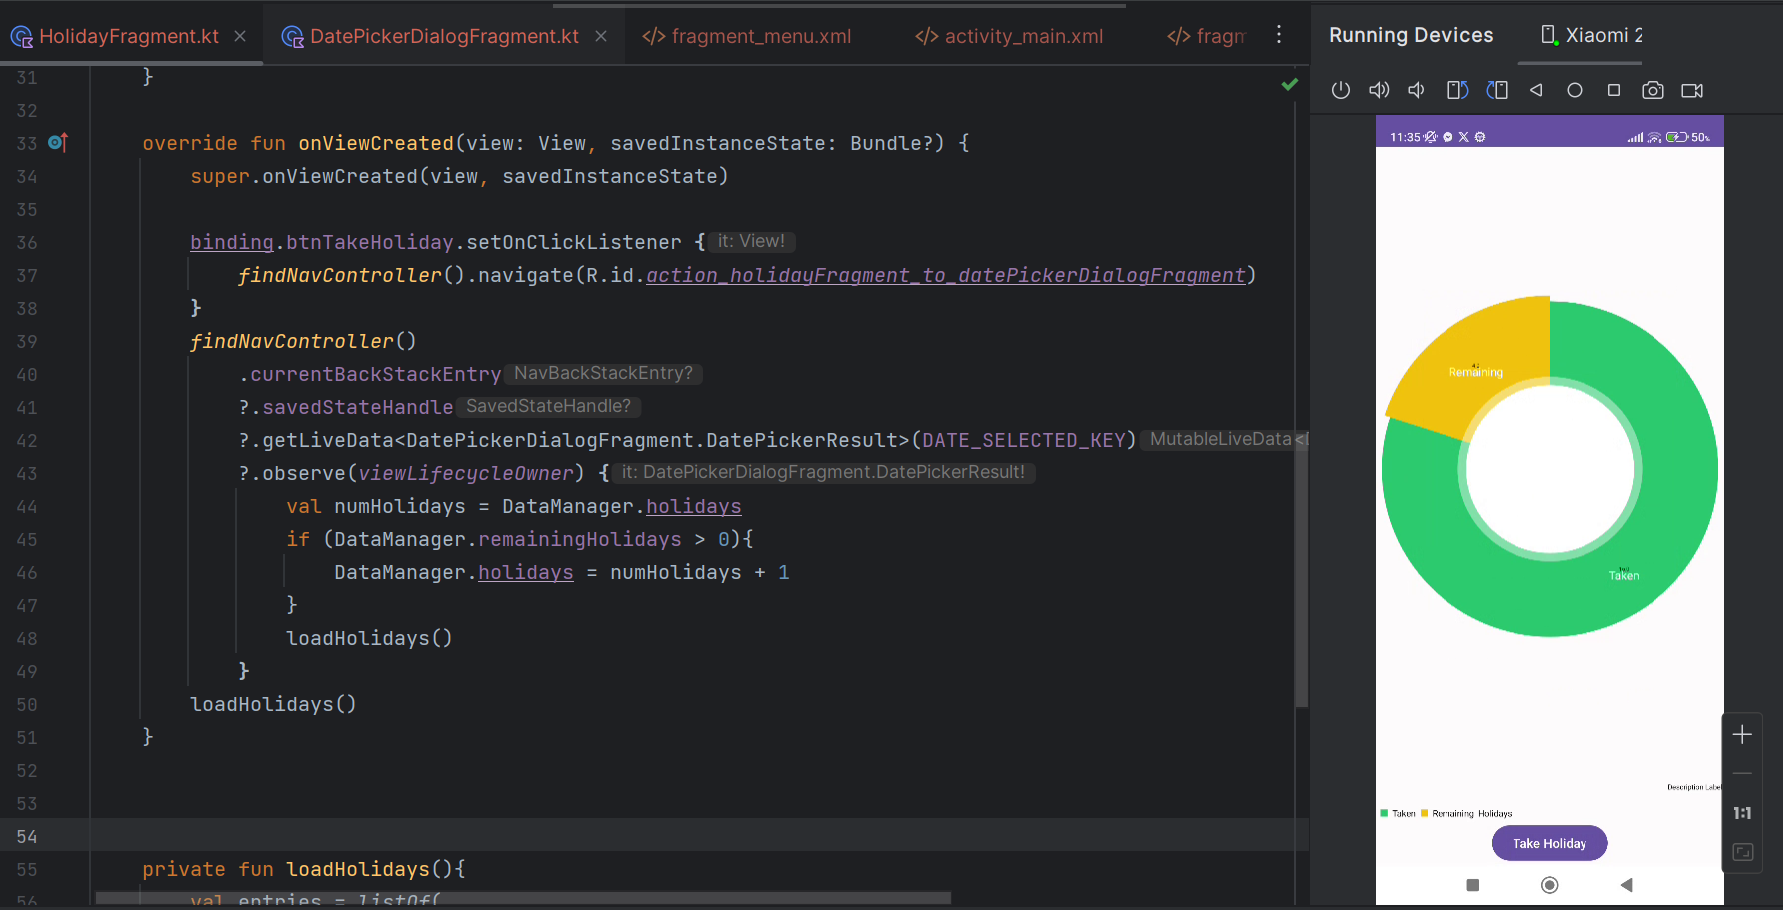 HolidayFragment.kt
DatePickerDialogFragment.kt
</> fragment_menu.xml
</> activity_main.xml
</> fragm
Running Devices
Xiaomi 2
31 }
32
33 override fun onViewCreated(view: View, savedInstanceState: Bundle?) {
34 super.onViewCreated(view, savedInstanceState)
35
36 binding.btnTakeHoliday.setOnClickListener { it: View!
37 findNavController().navigate(R.id.action_holidayFragment_to_datePickerDialogFragment)
38 }
39 findNavController()
40 .currentBackStackEntry NavBackStackEntry?
41 ?.savedStateHandle SavedStateHandle?
42 ?.getLiveData<DatePickerDialogFragment.DatePickerResult>(DATE_SELECTED_KEY) MutableLiveData<
43 ?.observe(viewLifecycleOwner) { it: DatePickerDialogFragment.DatePickerResult!
44 val numHolidays = DataManager.holidays
45 if (DataManager.remainingHolidays > 0){
46 DataManager.holidays = numHolidays + 1
47 }
48 loadHolidays()
49 }
50 loadHolidays()
51 }
52
53
54
55 private fun loadHolidays(){
56 val entries = listOf(
11:35
50%
Remaining
Taken
Description Label
Taken
Remaining
Holidays
Take Holiday
1:1